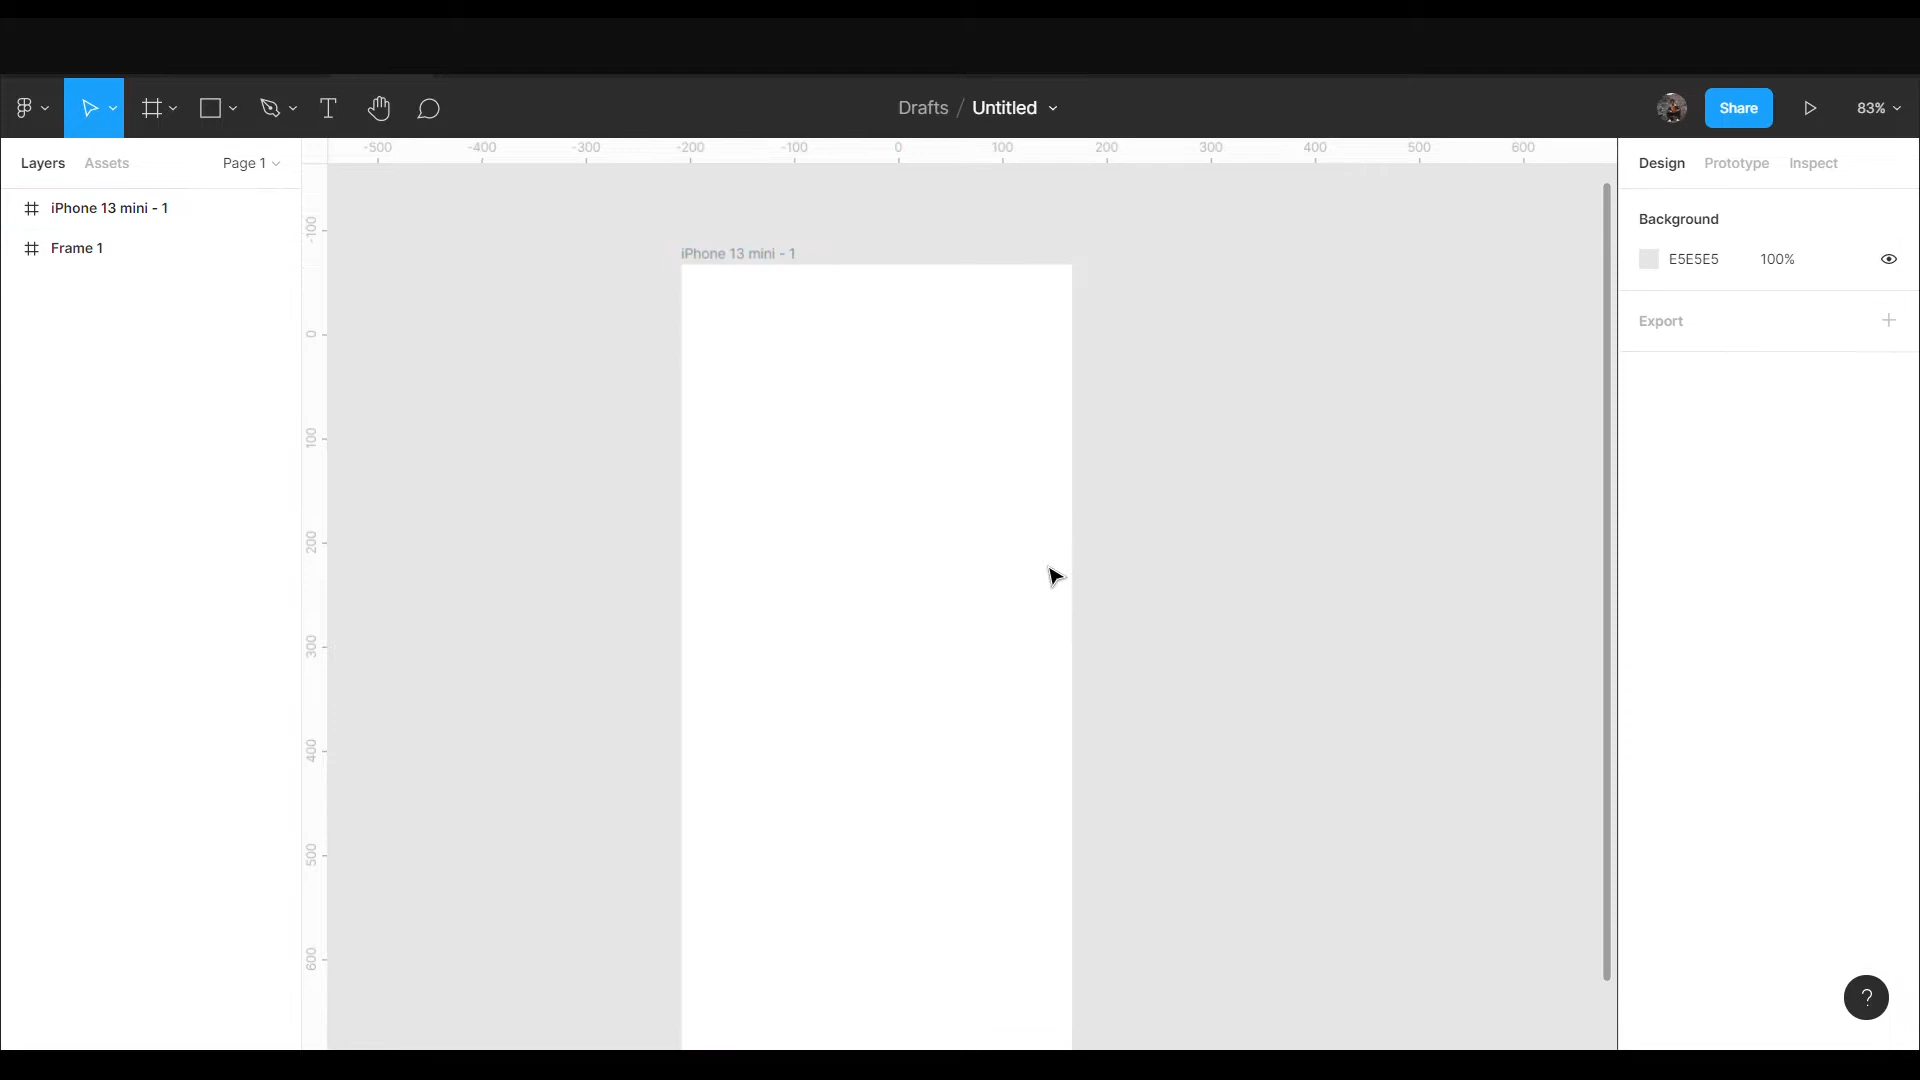 T
Drafts / Untitled
Share
83%
Layers
Assets
Page 1
-500
-400
-300
-200
-100
0
100
200
300
400
500
600
Design
Prototype
Inspect
iPhone 13 mini - 1
Frame 1
-100
0
100
200
300
400
500
600
iPhone 13 mini - 1
Background
E5E5E5
100%
Export
?